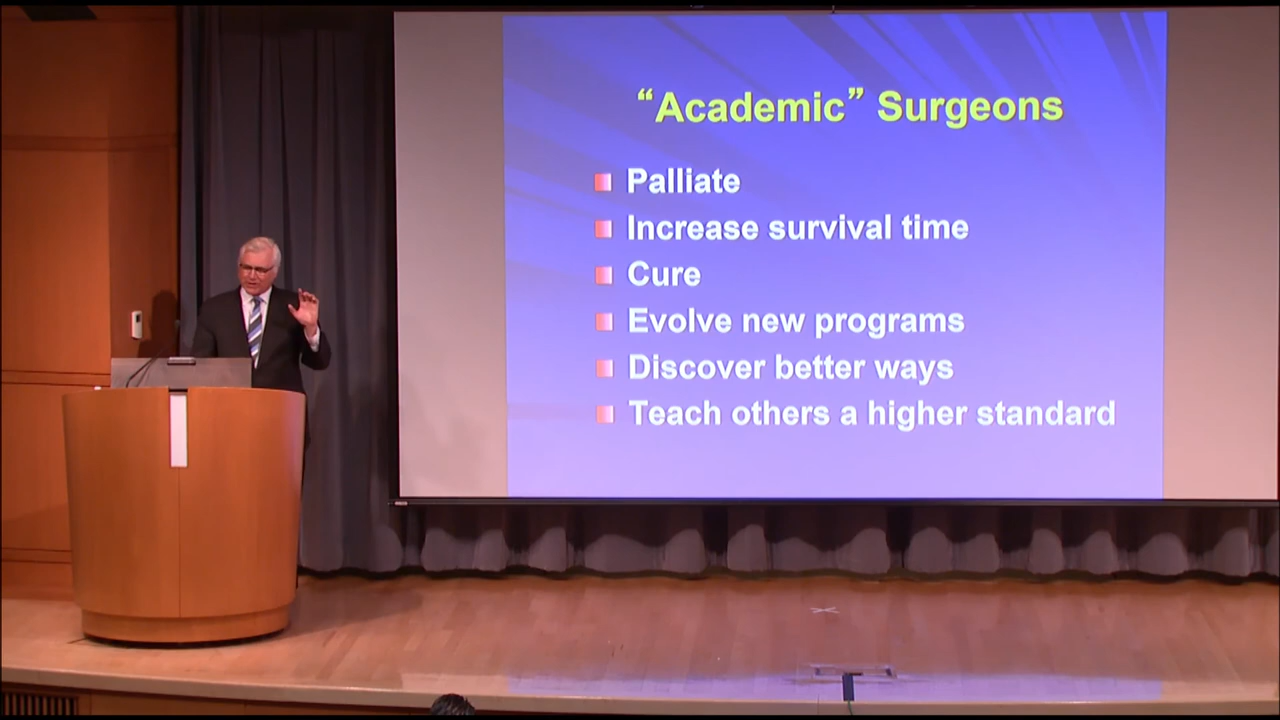 “Academic” Surgeons
Palliate
Increase survival time
Cure
Evolve new programs
Discover better ways
Teach others a higher standard